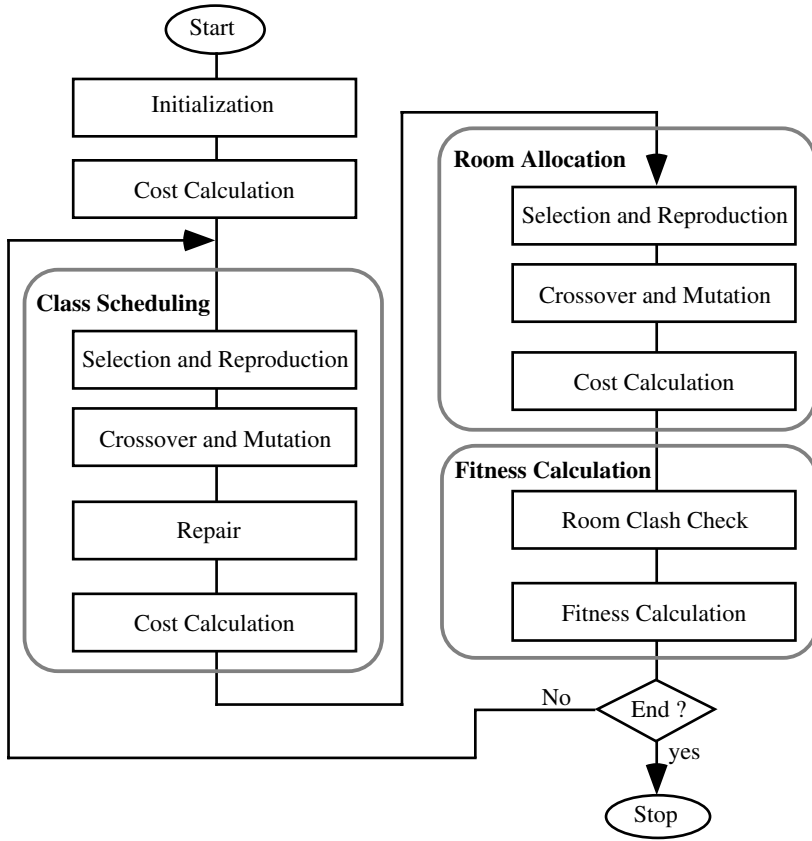 Start
Initialization
Cost Calculation
Class Scheduling
Selection and Reproduction
Crossover and Mutation
Repair
Cost Calculation
Room Allocation
Selection and Reproduction
Crossover and Mutation
Cost Calculation
Fitness Calculation
Room Clash Check
Fitness Calculation
No
End ?
yes
Stop